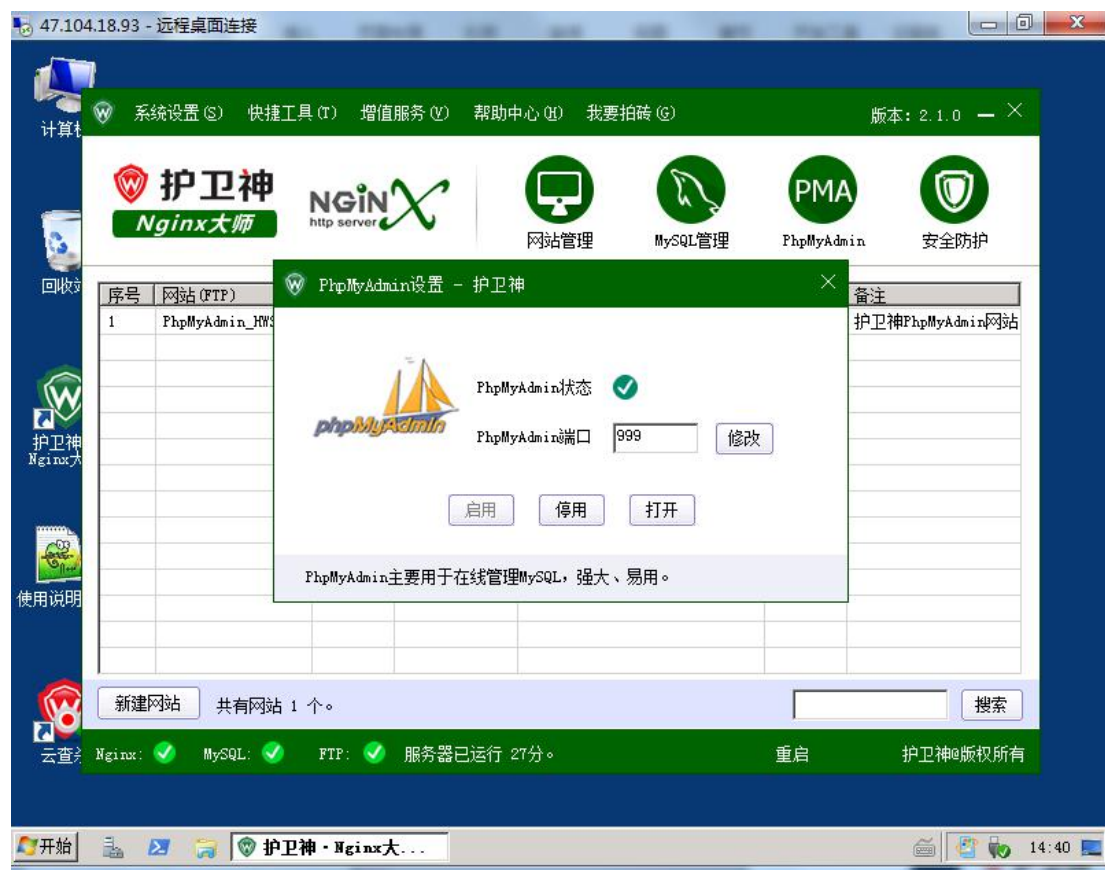 47.104.18.93 - 远程桌面连接
计算机
系统设置(S) 快捷工具(T) 增值服务(V) 帮助中心(H) 我要拍砖(G) 版本: 2.1.0
护卫神
Nginx大师
NGiNX
http server
PMA
网站管理 MySQL管理 PhpMyAdmin 安全防护
回收站
序号 网站(FTP) 备注
1 PhpMyAdmin_HWS 护卫神PhpMyAdmin网站
PhpMyAdmin设置 - 护卫神
phpMyAdmin
PhpMyAdmin状态
PhpMyAdmin端口 999 修改
启用 停用 打开
PhpMyAdmin主要用于在线管理MySQL，强大、易用。
护卫神
Nginx大
使用说明
新建网站 共有网站 1 个。 搜索
云查杀
Nginx: MySQL: FTP: 服务器已运行 27分。 重启 护卫神@版权所有
开始 护卫神·Nginx大... 14:40